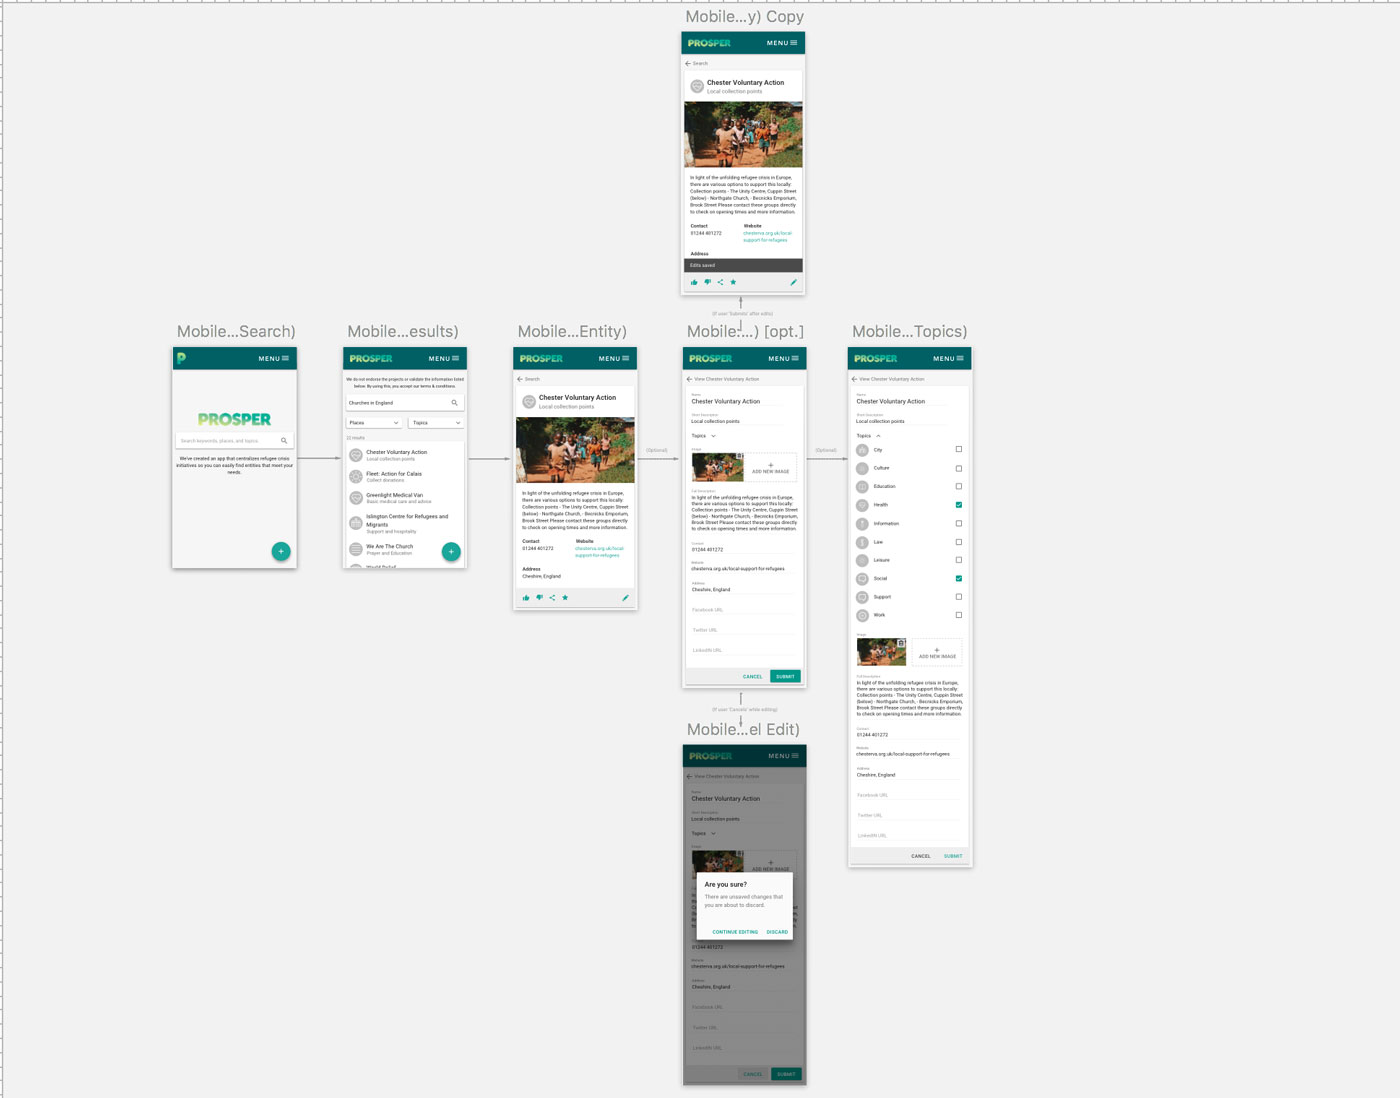 Mobile...y) Copy
PROSPER
MENU
Search
Chester Voluntary Action
Local collection points
In light of the unfolding refugee crisis in Europe,
there are various options to support this locally:
Collection points - The Unity Centre, Cuppin Street
(below) - Northgate Church, - Becnicks Emporium,
Brook Street Please contact these groups directly
to check on opening times and more information.
Contact
Website
01244 401272
chesterva.org.uk/local-
support-for-refugees
Address
Edits saved
(If user 'Submits' after edits)
Mobile...Search)
P
MENU
PROSPER
Search keywords, places, and topics
We've created an app that centralizes refugee crisis
initiatives so you can easily find entities that meet your
needs.
+
Mobile...esults)
PROSPER
MENU
We do not endorse the projects or validate the information listed
below. By using this, you accept our terms & conditions.
Churches in England
Places
Topics
22 results
Chester Voluntary Action
Local collection points
Fleet: Action for Calais
Collect donations
Greenlight Medical Van
Basic medical care and advice
Islington Centre for Refugees and
Migrants
Support and hospitality
We Are The Church
Prayer and Education
+
Mobile...Entity)
PROSPER
MENU
Search
Chester Voluntary Action
Local collection points
In light of the unfolding refugee crisis in Europe,
there are various options to support this locally:
Collection points - The Unity Centre, Cuppin Street
(below) - Northgate Church, - Becnicks Emporium,
Brook Street Please contact these groups directly
to check on opening times and more information.
Contact
Website
01244 401272
chesterva.org.uk/local-
support-for-refugees
Address
Cheshire, England
(Optional)
Mobile...) [opt.]
PROSPER
MENU
View Chester Voluntary Action
Name
Chester Voluntary Action
Short Description
Local collection points
Topics
Image
+
ADD NEW IMAGE
Full Description
In light of the unfolding refugee crisis in Europe,
there are various options to support this locally:
Collection points - The Unity Centre, Cuppin Street
(below) - Northgate Church, - Becnicks Emporium,
Brook Street Please contact these groups directly
to check on opening times and more information.
Contact
01244 401272
Website
chesterva.org.uk/local-support-for-refugees
Address
Cheshire, England
Facebook URL
Twitter URL
LinkedIN URL
CANCEL
SUBMIT
(Optional)
Mobile...Topics)
PROSPER
MENU
View Chester Voluntary Action
Name
Chester Voluntary Action
Short Description
Local collection points
Topics
City
Culture
Education
Health
Information
Law
Leisure
Social
Support
Work
Image
+
ADD NEW IMAGE
Full Description
In light of the unfolding refugee crisis in Europe,
there are various options to support this locally:
Collection points - The Unity Centre, Cuppin Street
(below) - Northgate Church, - Becnicks Emporium,
Brook Street Please contact these groups directly
to check on opening times and more information.
Contact
01244 401272
Website
chesterva.org.uk/local-support-for-refugees
Address
Cheshire, England
Facebook URL
Twitter URL
LinkedIN URL
CANCEL
SUBMIT
(If user 'Cancels' while editing)
Mobile...el Edit)
PROSPER
MENU
View Chester Voluntary Action
Name
Chester Voluntary Action
Short Description
Local collection points
Topics
Image
+
ADD NEW IMAGE
Are you sure?
There are unsaved changes that
you are about to discard.
CONTINUE EDITING
DISCARD
01244 401272
Website
chesterva.org.uk/local-support-for-refugees
Address
Cheshire, England
Facebook URL
Twitter URL
LinkedIN URL
CANCEL
SUBMIT